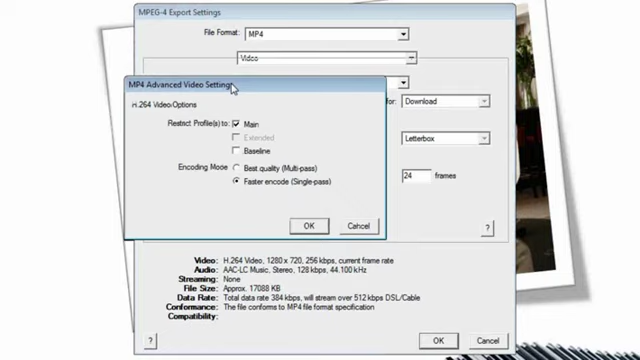 MPEG-4 Export Settings
File Format: MP4
Video
MP4 Advanced Video Settings
H.264 Video Options
for: Download
Restrict Profile(s) to: Main
Extended
Baseline
Letterbox
Encoding Mode Best quality (Multi-pass)
Faster encode (Single-pass)
24 frames
OK Cancel
?
Video: H.264 Video, 1280 x 720, 256 kbps, current frame rate
Audio: AAC-LC Music, Stereo, 128 kbps, 44.100 kHz
Streaming: None
File Size: Approx. 17088 KB
Data Rate: Total data rate 384 kbps, will stream over 512 kbps DSL/Cable
Conformance: The file conforms to MP4 file format specification
Compatibility:
? OK Cancel